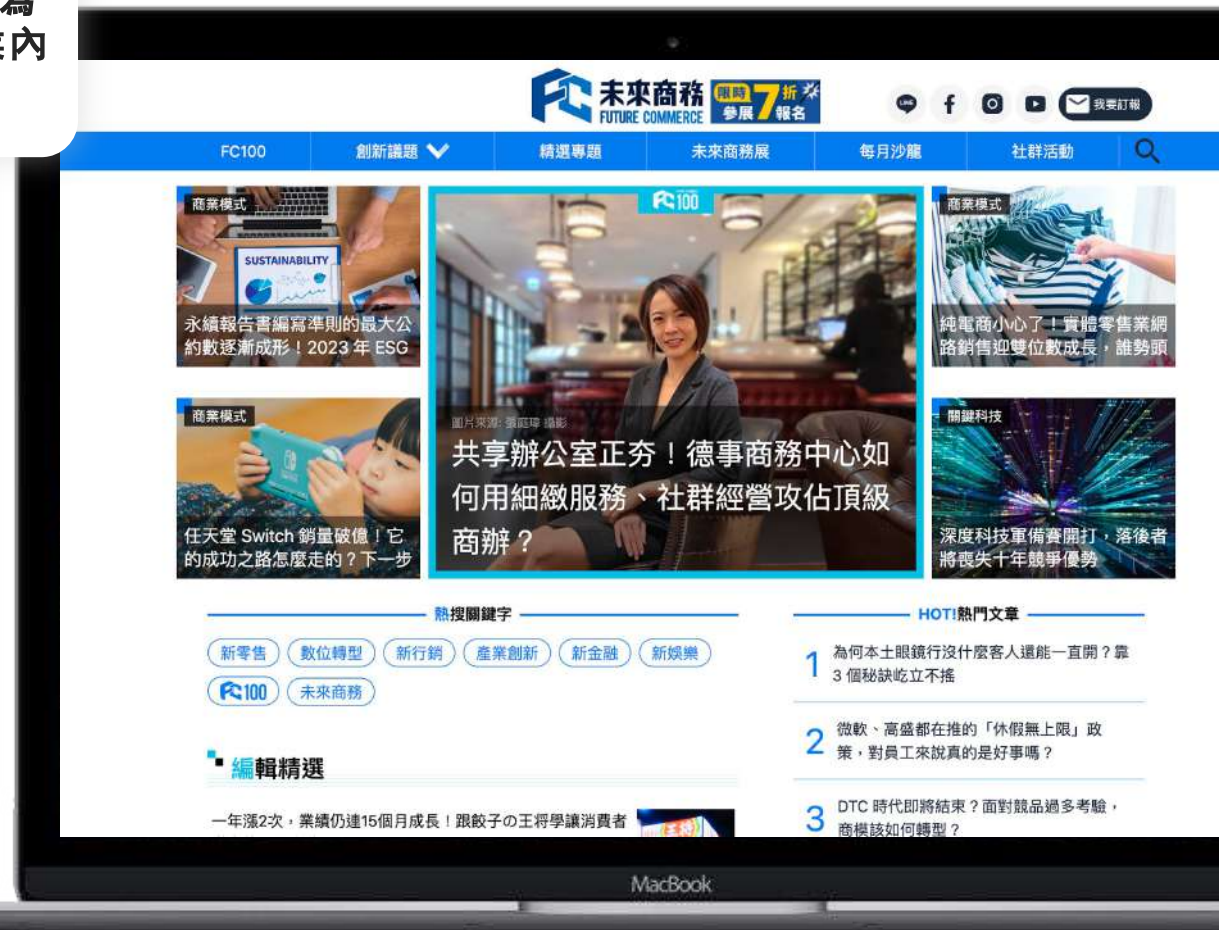 為
內
未來商務
FUTURE COMMERCE
限時
參展
7折
報名
LINE
f
我要訂報
FC100
創新議題
精選專題
未來商務展
每月沙龍
社群活動
商業模式
SUSTAINABILITY
永續報告書編寫準則的最大公
約數逐漸成形!2023 年 ESG
商業模式
任天堂 Switch 銷量破億!它
的成功之路怎麼走的?下一步
FC100
圖片來源: 張庭瑋 攝影
共享辦公室正夯!德事商務中心如
何用細緻服務、社群經營攻佔頂級
商辦?
商業模式
純電商小心了!實體零售業網
路銷售迎雙位數成長,誰勢頭
關鍵科技
深度科技軍備賽開打,落後者
將喪失十年競爭優勢
熱搜關鍵字
新零售
數位轉型
新行銷
產業創新
新金融
新娛樂
FC100
未來商務
編輯精選
一年漲2次,業績仍連15個月成長!跟餃子の王将學讓消費者
HOT!熱門文章
1 為何本土眼鏡行沒什麼客人還能一直開?靠
3 個秘訣屹立不搖
2 微軟、高盛都在推的「休假無上限」政
策,對員工來說真的是好事嗎?
3 DTC 時代即將結束?面對競品過多考驗,
商模該如何轉型?
MacBook